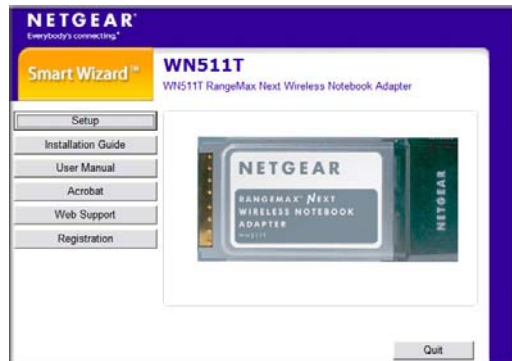 NETGEAR®
Everybody's connecting.®
Smart Wizard™
WN511T
WN511T RangeMax Next Wireless Notebook Adapter
Setup
Installation Guide
User Manual
Acrobat
Web Support
Registration
NETGEAR
RANGEMAX™ NEXT
WIRELESS NOTEBOOK
ADAPTER
WN511T
NETGEAR
Quit